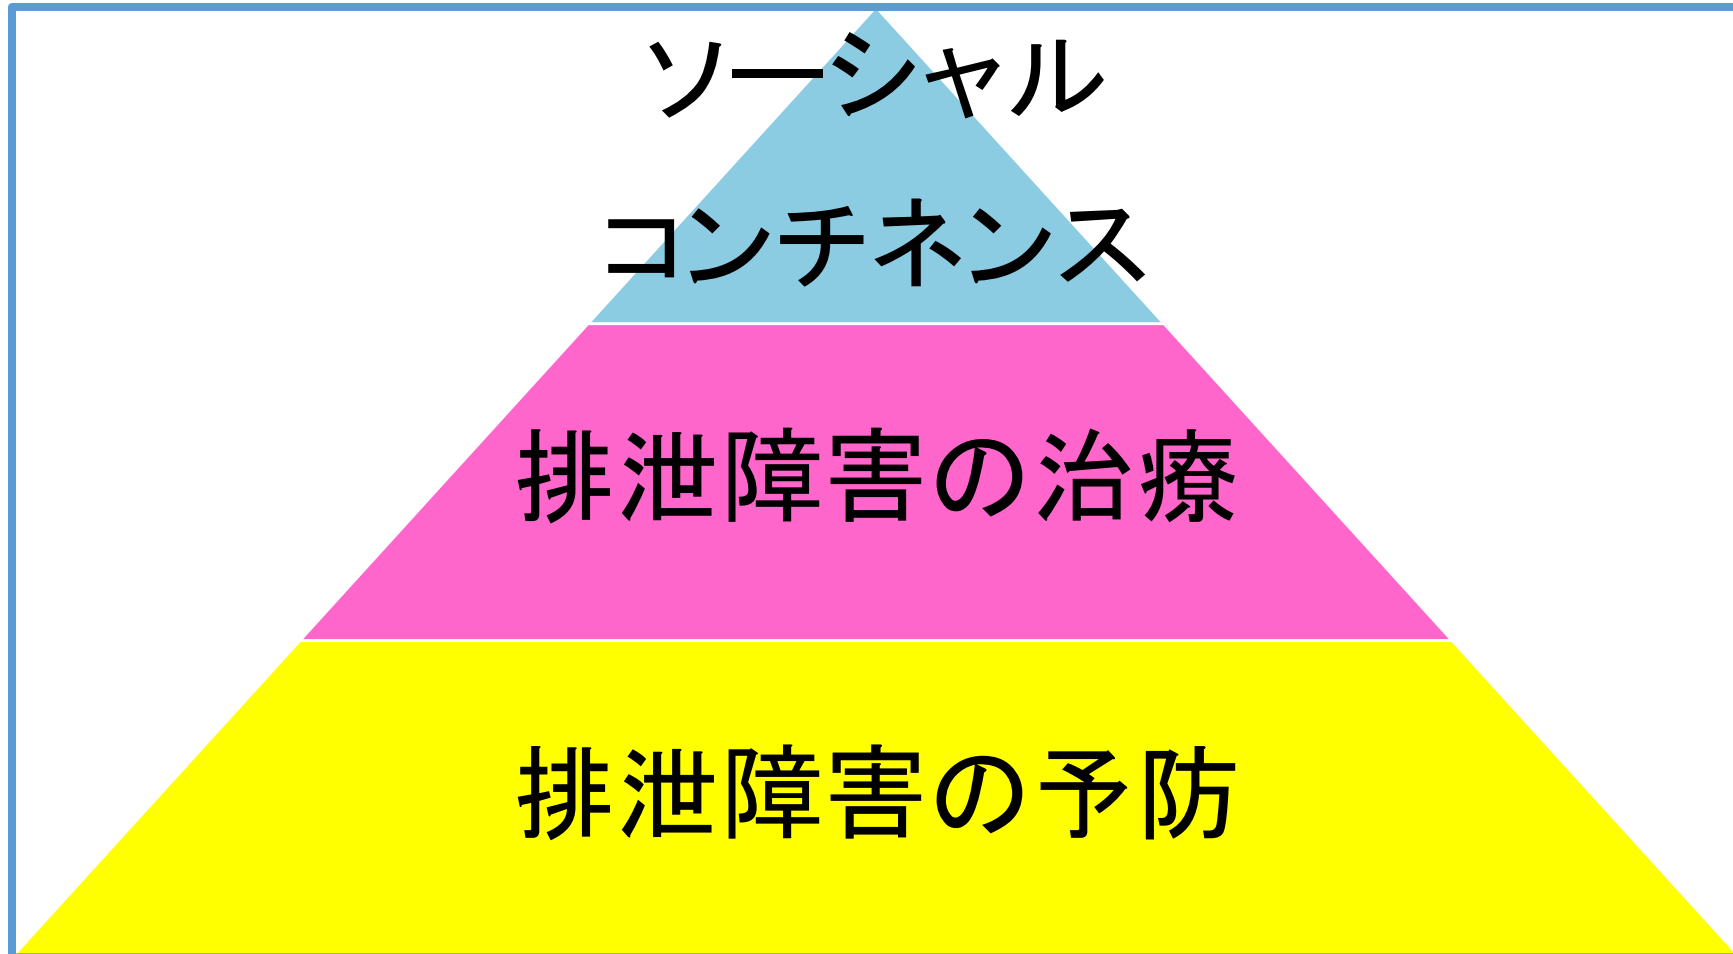 ソーシャル
コンチネンス
排泄障害の治療
排泄障害の予防